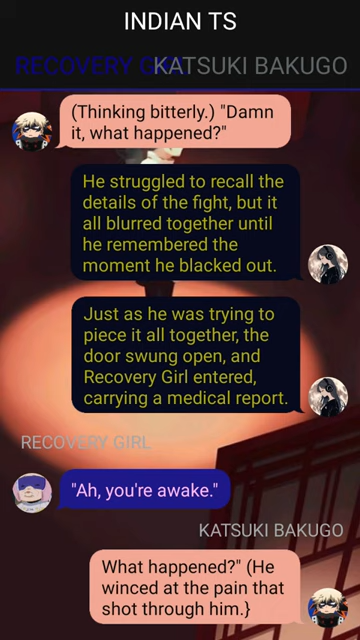 INDIAN TS
RECOVERY GIRL KATSUKI BAKUGO
(Thinking bitterly.) "Damn
it, what happened?"
He struggled to recall the
details of the fight, but it
all blurred together until
he remembered the
moment he blacked out.
Just as he was trying to
piece it all together, the
door swung open, and
Recovery Girl entered,
carrying a medical report.
RECOVERY GIRL
"Ah, you're awake."
KATSUKI BAKUGO
What happened?" (He
winced at the pain that
shot through him.}